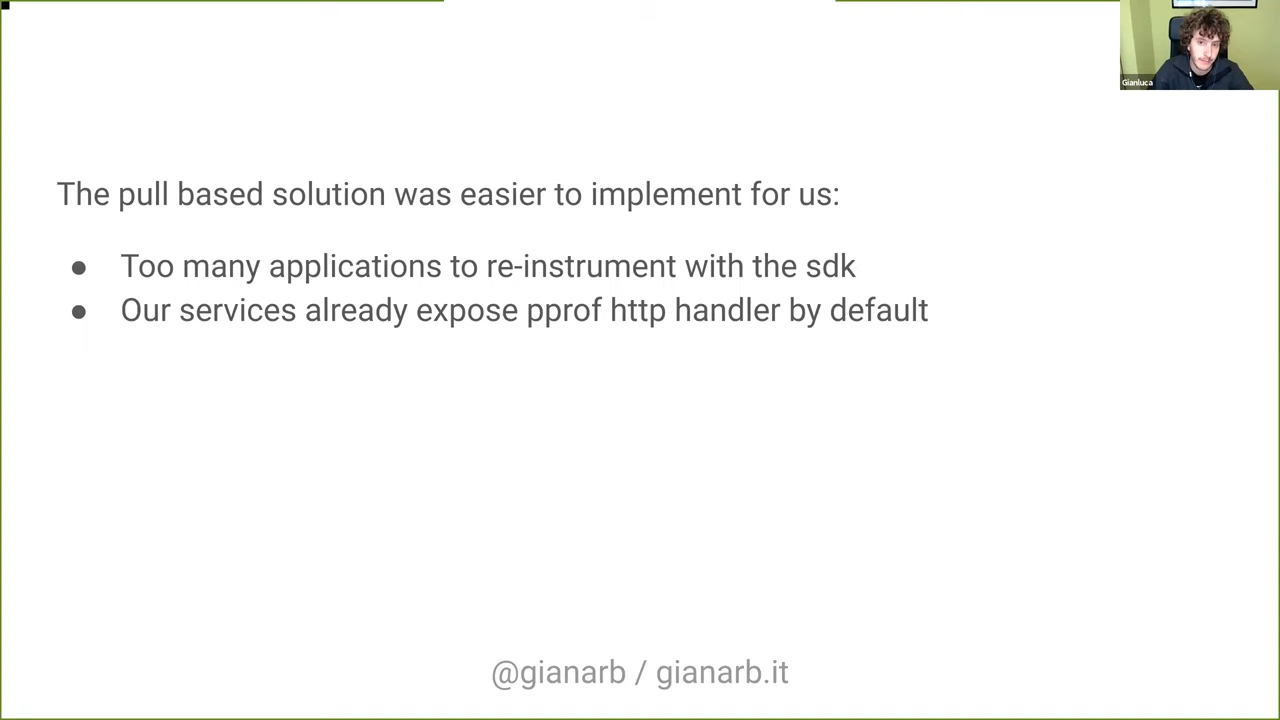 Gianluca
The pull based solution was easier to implement for us:
● Too many applications to re-instrument with the sdk
● Our services already expose pprof http handler by default
@gianarb / gianarb.it